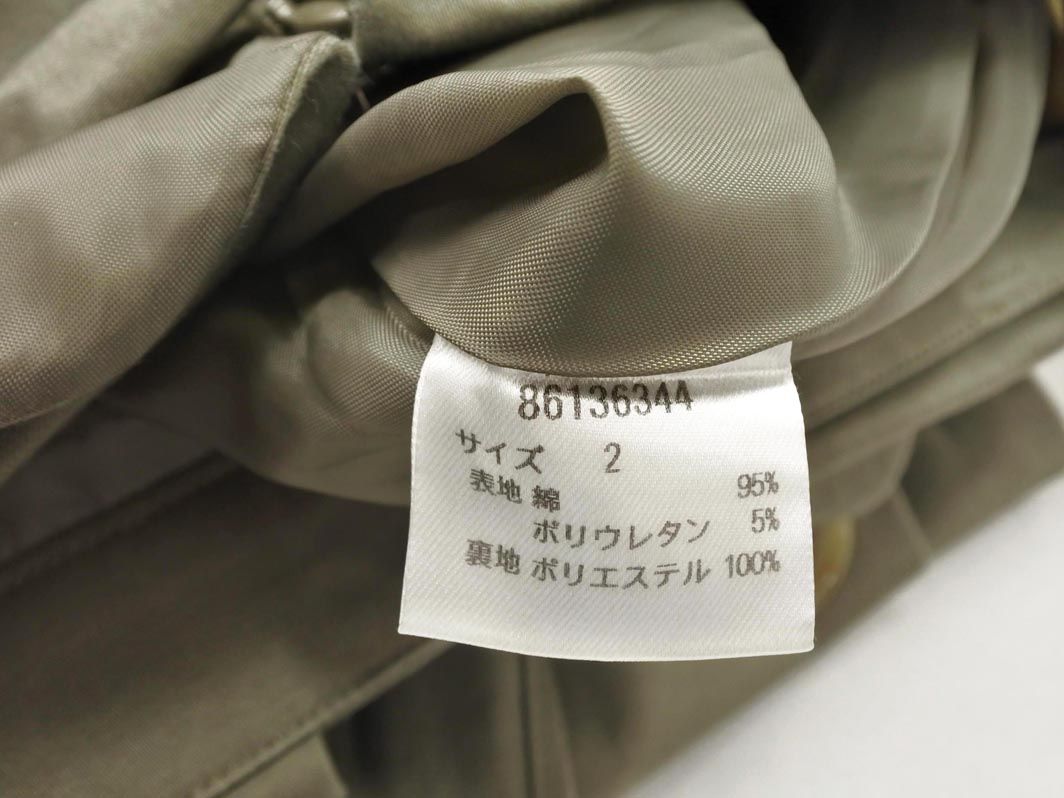 86136344
サイズ 2
表地 綿 95%
ポリウレタン 5%
裏地 ポリエステル 100%